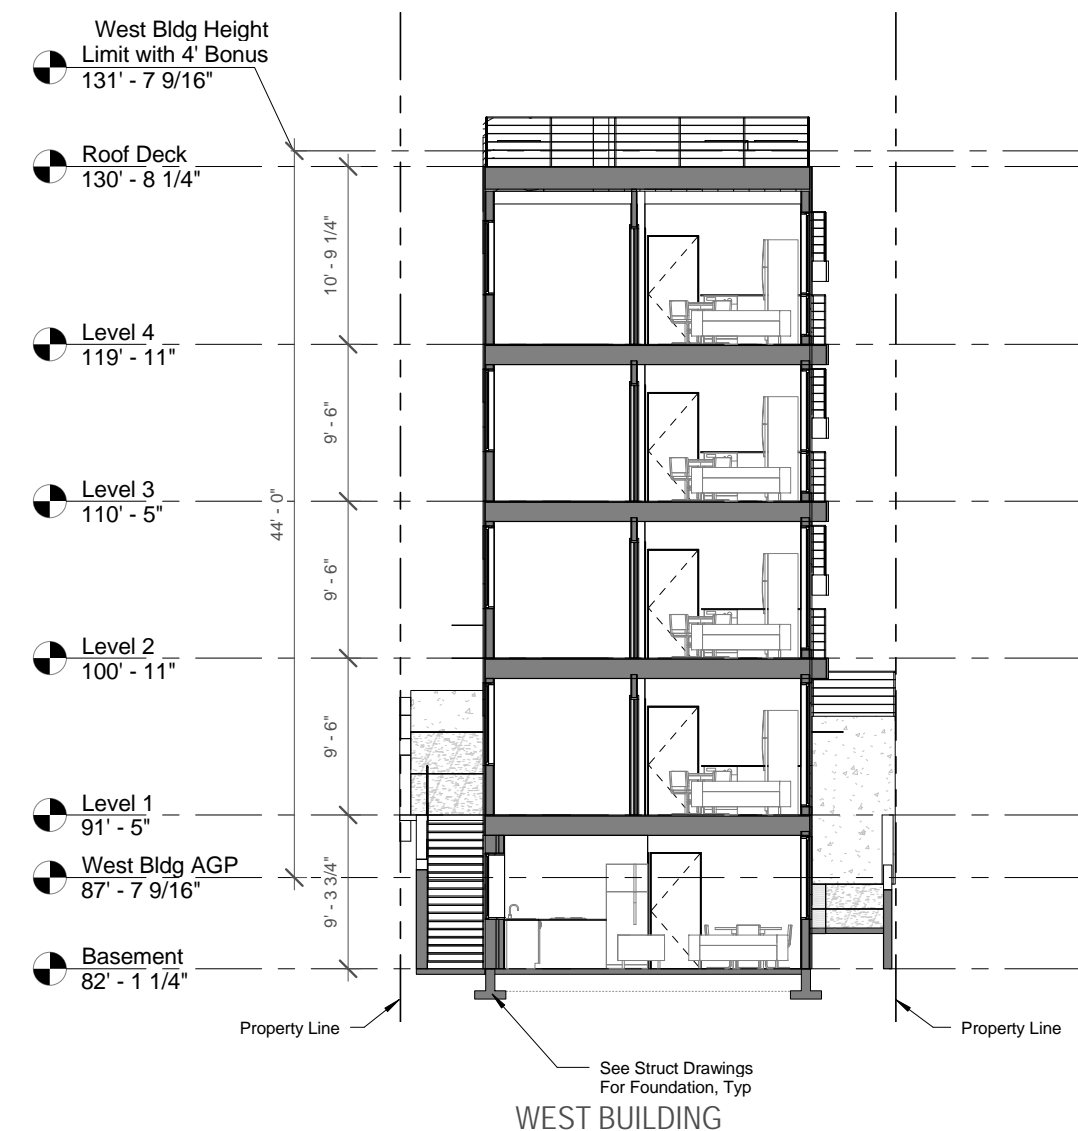 West Bldg Height
Limit with 4' Bonus
131' - 7 9/16"
Roof Deck
130' - 8 1/4"
10' - 9 1/4"
Level 4
119' - 11"
9' - 6"
Level 3
110' - 5"
44' - 0"
9' - 6"
Level 2
100' - 11"
9' - 6"
Level 1
91' - 5"
West Bldg AGP
87' - 7 9/16"
9' - 3 3/4"
Basement
82' - 1 1/4"
Property Line
Property Line
See Struct Drawings
For Foundation, Typ
WEST BUILDING